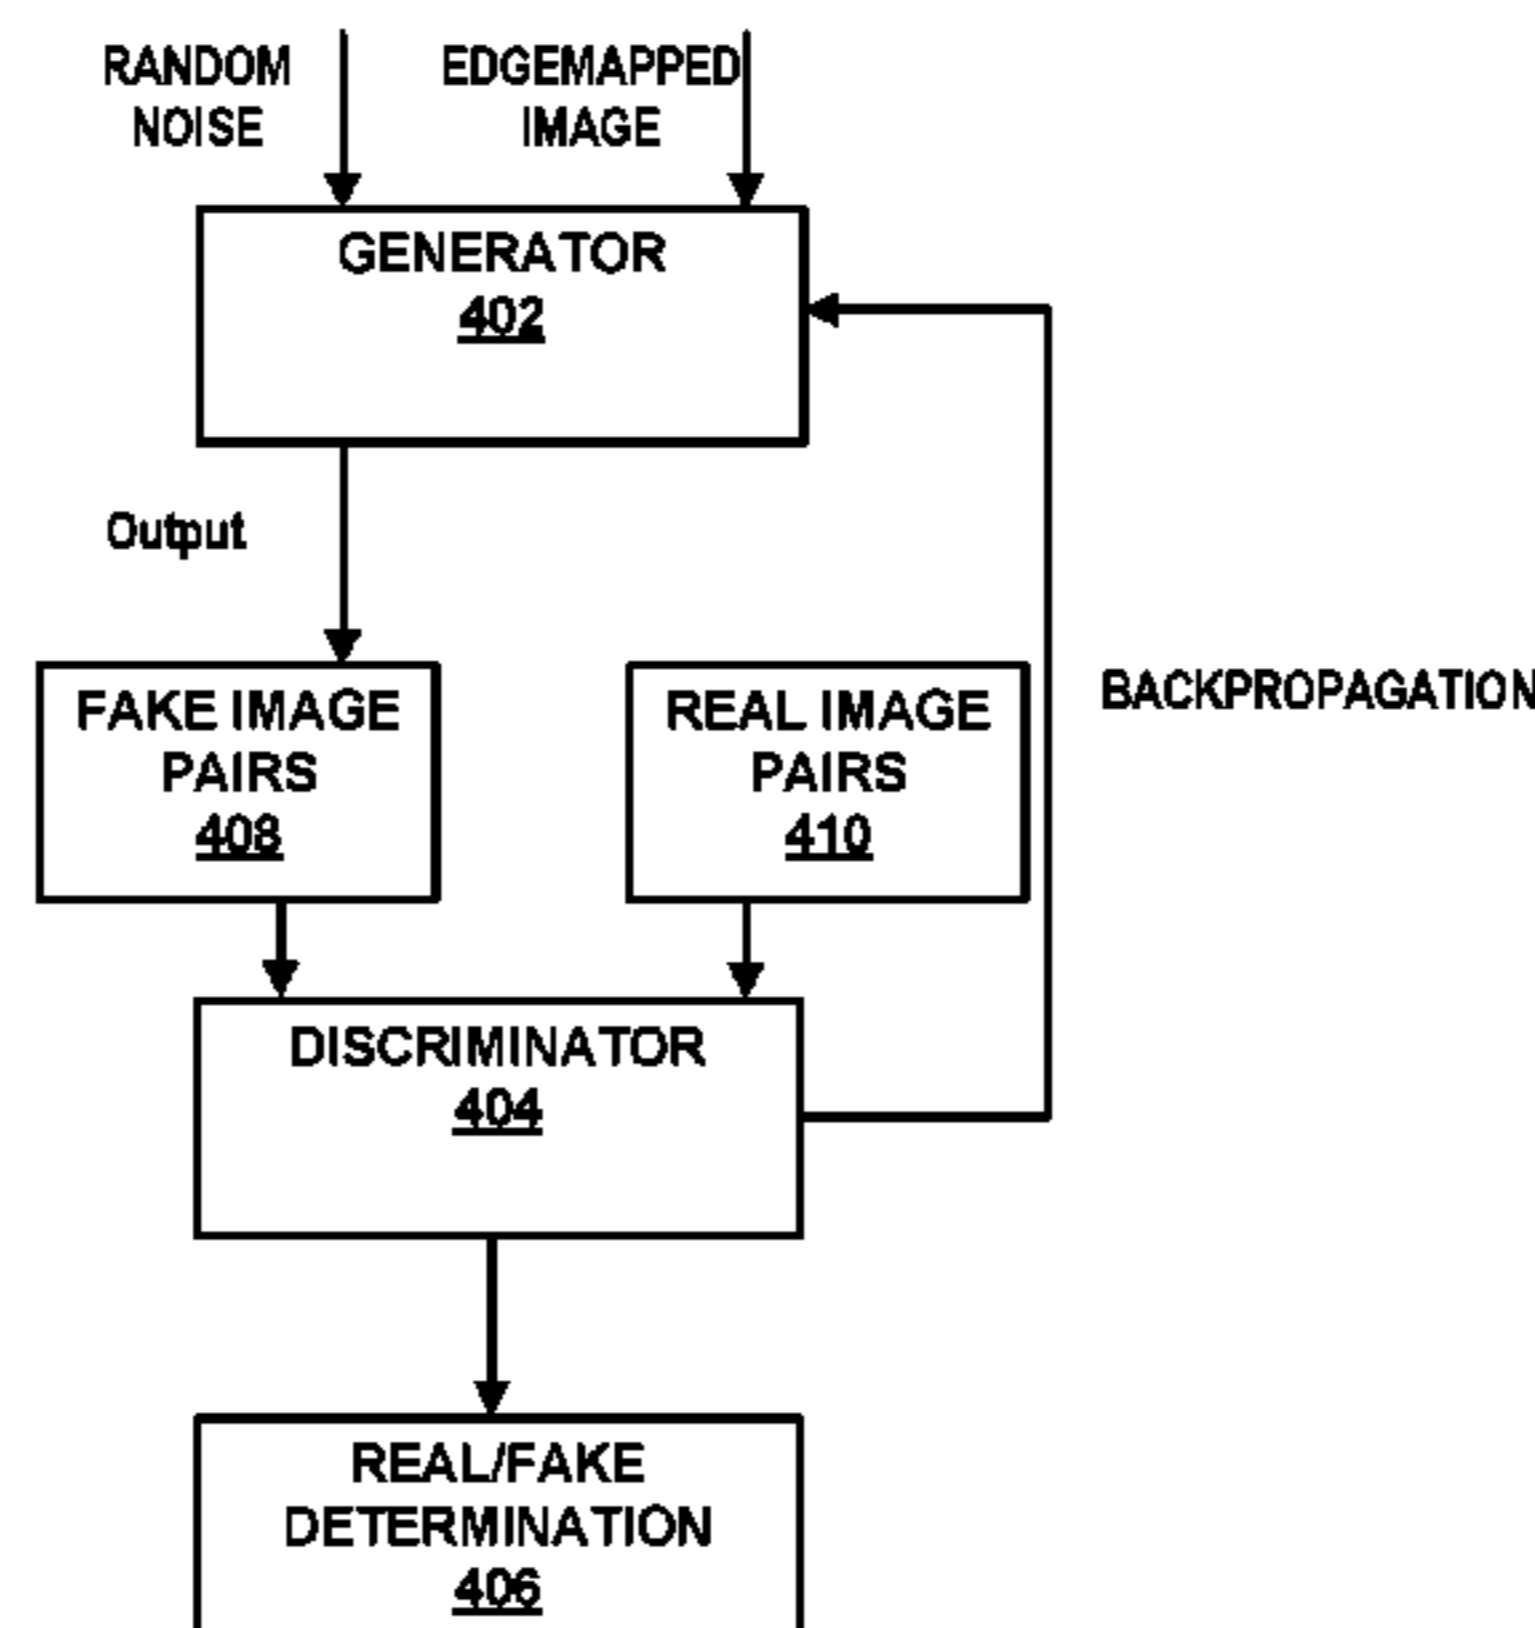 RANDOM
NOISE
EDGEMAPPED
IMAGE
GENERATOR
402
Output
FAKE IMAGE
PAIRS
408
REAL IMAGE
PAIRS
410
BACKPROPAGATION
DISCRIMINATOR
404
REAL/FAKE
DETERMINATION
406